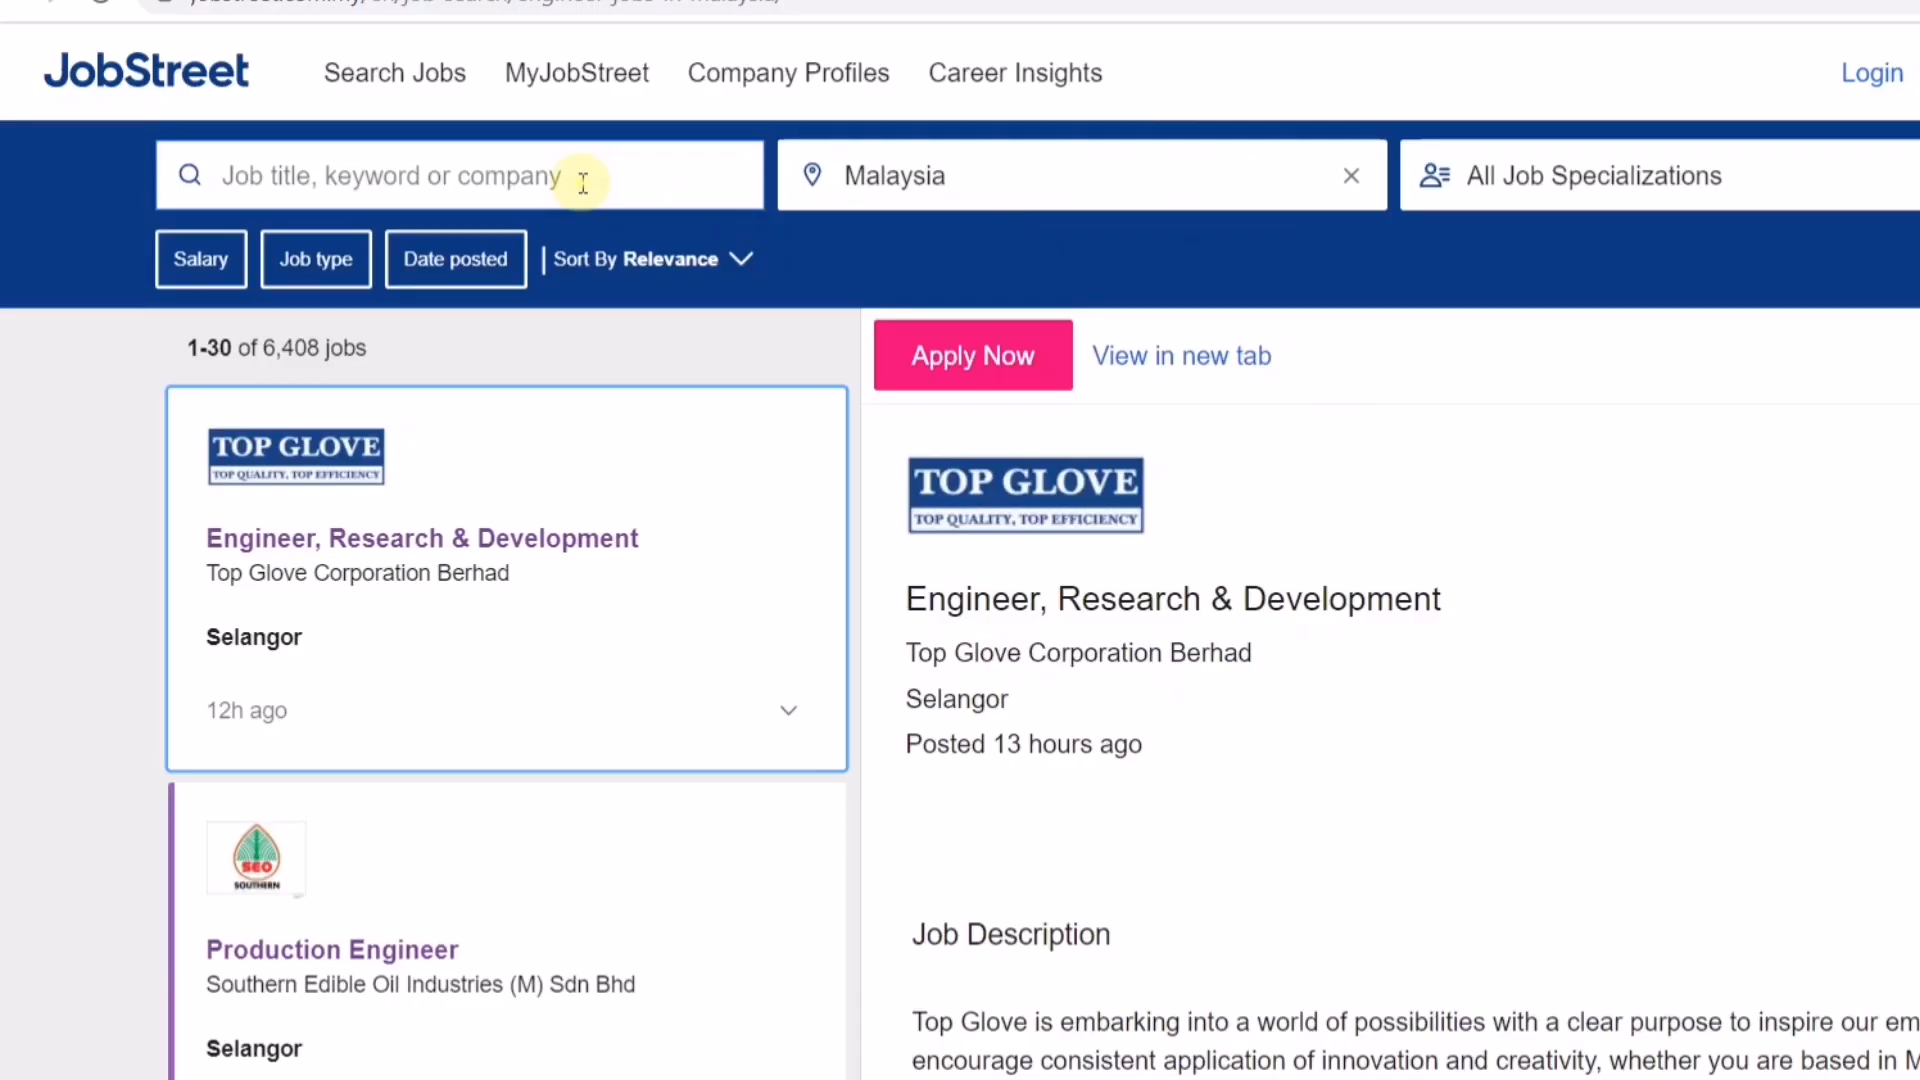 JobStreet
Search Jobs
MyJobStreet
Company Profiles
Career Insights
Login
Job title, keyword or company
Malaysia
All Job Specializations
Salary
Job type
Date posted
Sort By Relevance
1-30 of 6,408 jobs
Apply Now
View in new tab
TOP GLOVE
TOP QUALITY, TOP EFFICIENCY
Engineer, Research & Development
Top Glove Corporation Berhad
Selangor
12h ago
SEO
SOUTHERN
Production Engineer
Southern Edible Oil Industries (M) Sdn Bhd
Selangor
TOP GLOVE
TOP QUALITY, TOP EFFICIENCY
Engineer, Research & Development
Top Glove Corporation Berhad
Selangor
Posted 13 hours ago
Job Description
Top Glove is embarking into a world of possibilities with a clear purpose to inspire our em
encourage consistent application of innovation and creativity, whether you are based in M